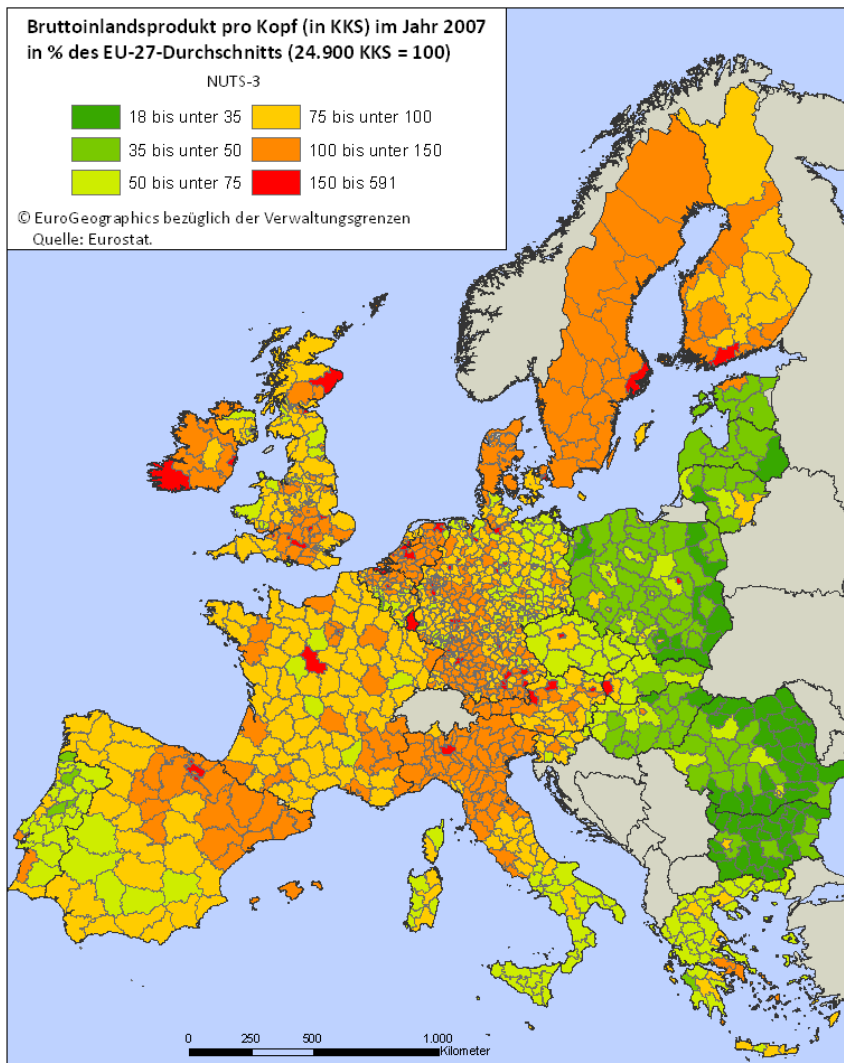 Bruttoinlandsprodukt pro Kopf (in KKS) im Jahr 2007
in % des EU-27-Durchschnitts (24.900 KKS = 100)
NUTS-3
18 bis unter 35
75 bis unter 100
35 bis unter 50
100 bis unter 150
50 bis unter 75
150 bis 591
© EuroGeographics bezüglich der Verwaltungsgrenzen
Quelle: Eurostat.
0 250 500 1.000
Kilometer